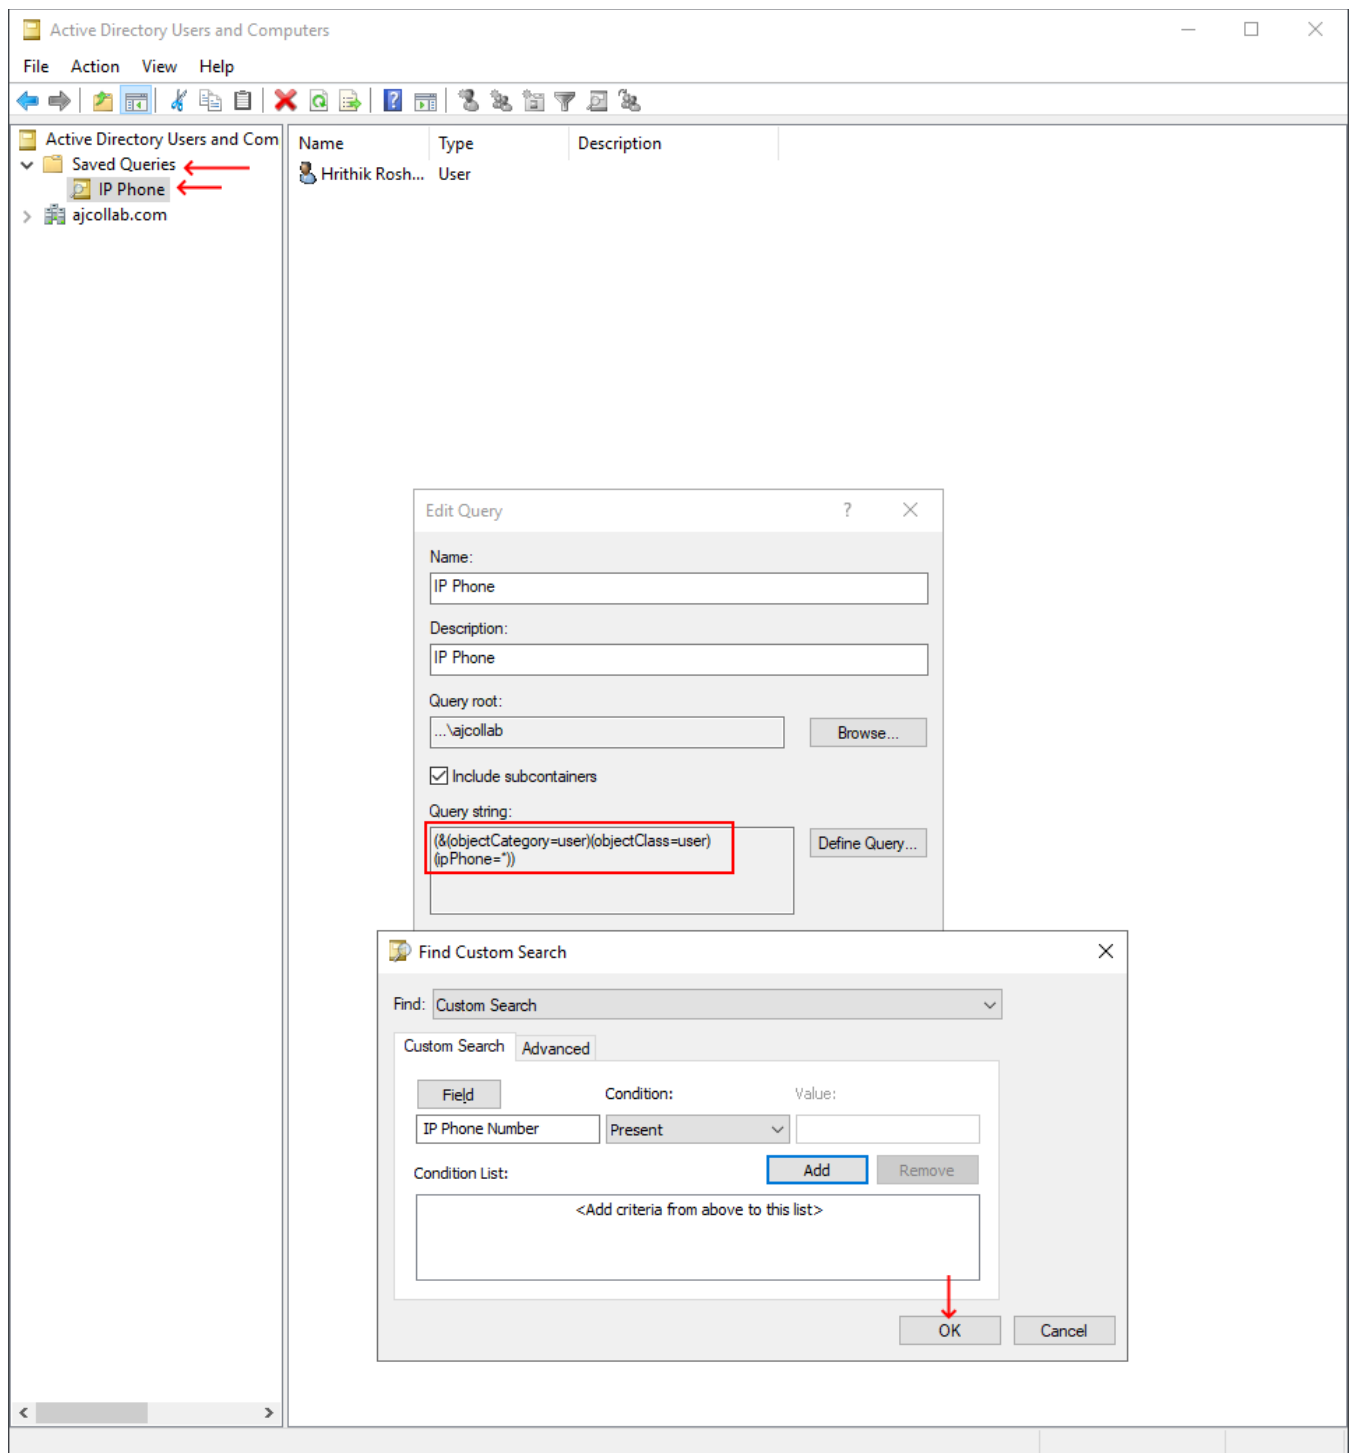 Active Directory Users and Computers
File Action View Help
Active Directory Users and Com
Saved Queries
IP Phone
ajcollab.com
Name Type Description
Hrithik Rosh... User
Edit Query ?
Name:
IP Phone
Description:
IP Phone
Query root:
...\ajcollab
Browse...
Include subcontainers
Query string:
(&(objectCategory=user)(objectClass=user)
(ipPhone=*))
Define Query...
Find Custom Search
Find: Custom Search
Custom Search Advanced
Field Condition: Value:
IP Phone Number Present
Condition List: Add Remove
<Add criteria from above to this list>
OK Cancel